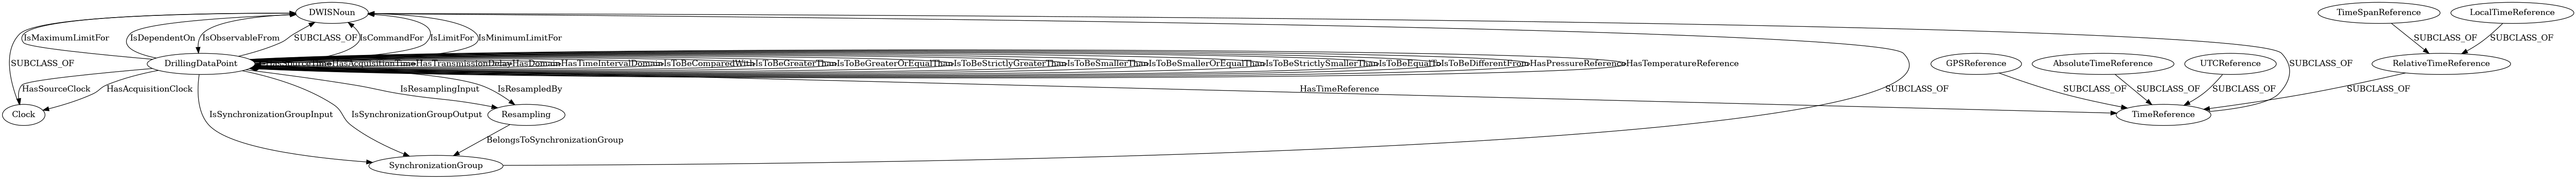 DWISNoun
TimeSpanReference
LocalTimeReference
IsMaximumLimitFor
IsDependentOn
IsObservableFrom
SUBCLASS_OF
IsCommandFor
IsLimitFor
IsMinimumLimitFor
SUBCLASS_OF
SUBCLASS_OF
SUBCLASS_OF
DrillingDataPoint
HasSourceTime
HasAcquisitionTime
HasTransmissionDelay
HasDomain
HasTimeIntervalDomain
IsToBeComparedWith
IsToBeGreaterThan
IsToBeGreaterOrEqualThan
IsToBeStrictlyGreaterThan
IsToBeSmallerThan
IsToBeSmallerOrEqualThan
IsToBeStrictlySmallerThan
IsToBeEqualTo
IsToBeDifferentFrom
HasPressureReference
HasTemperatureReference
SUBCLASS_OF
GPSReference
AbsoluteTimeReference
UTCReference
RelativeTimeReference
HasSourceClock
HasAcquisitionClock
IsResamplingInput
IsResampledBy
HasTimeReference
SUBCLASS_OF
SUBCLASS_OF
SUBCLASS_OF
SUBCLASS_OF
SUBCLASS_OF
Clock
IsSynchronizationGroupInput
IsSynchronizationGroupOutput
Resampling
TimeReference
BelongsToSynchronizationGroup
SynchronizationGroup